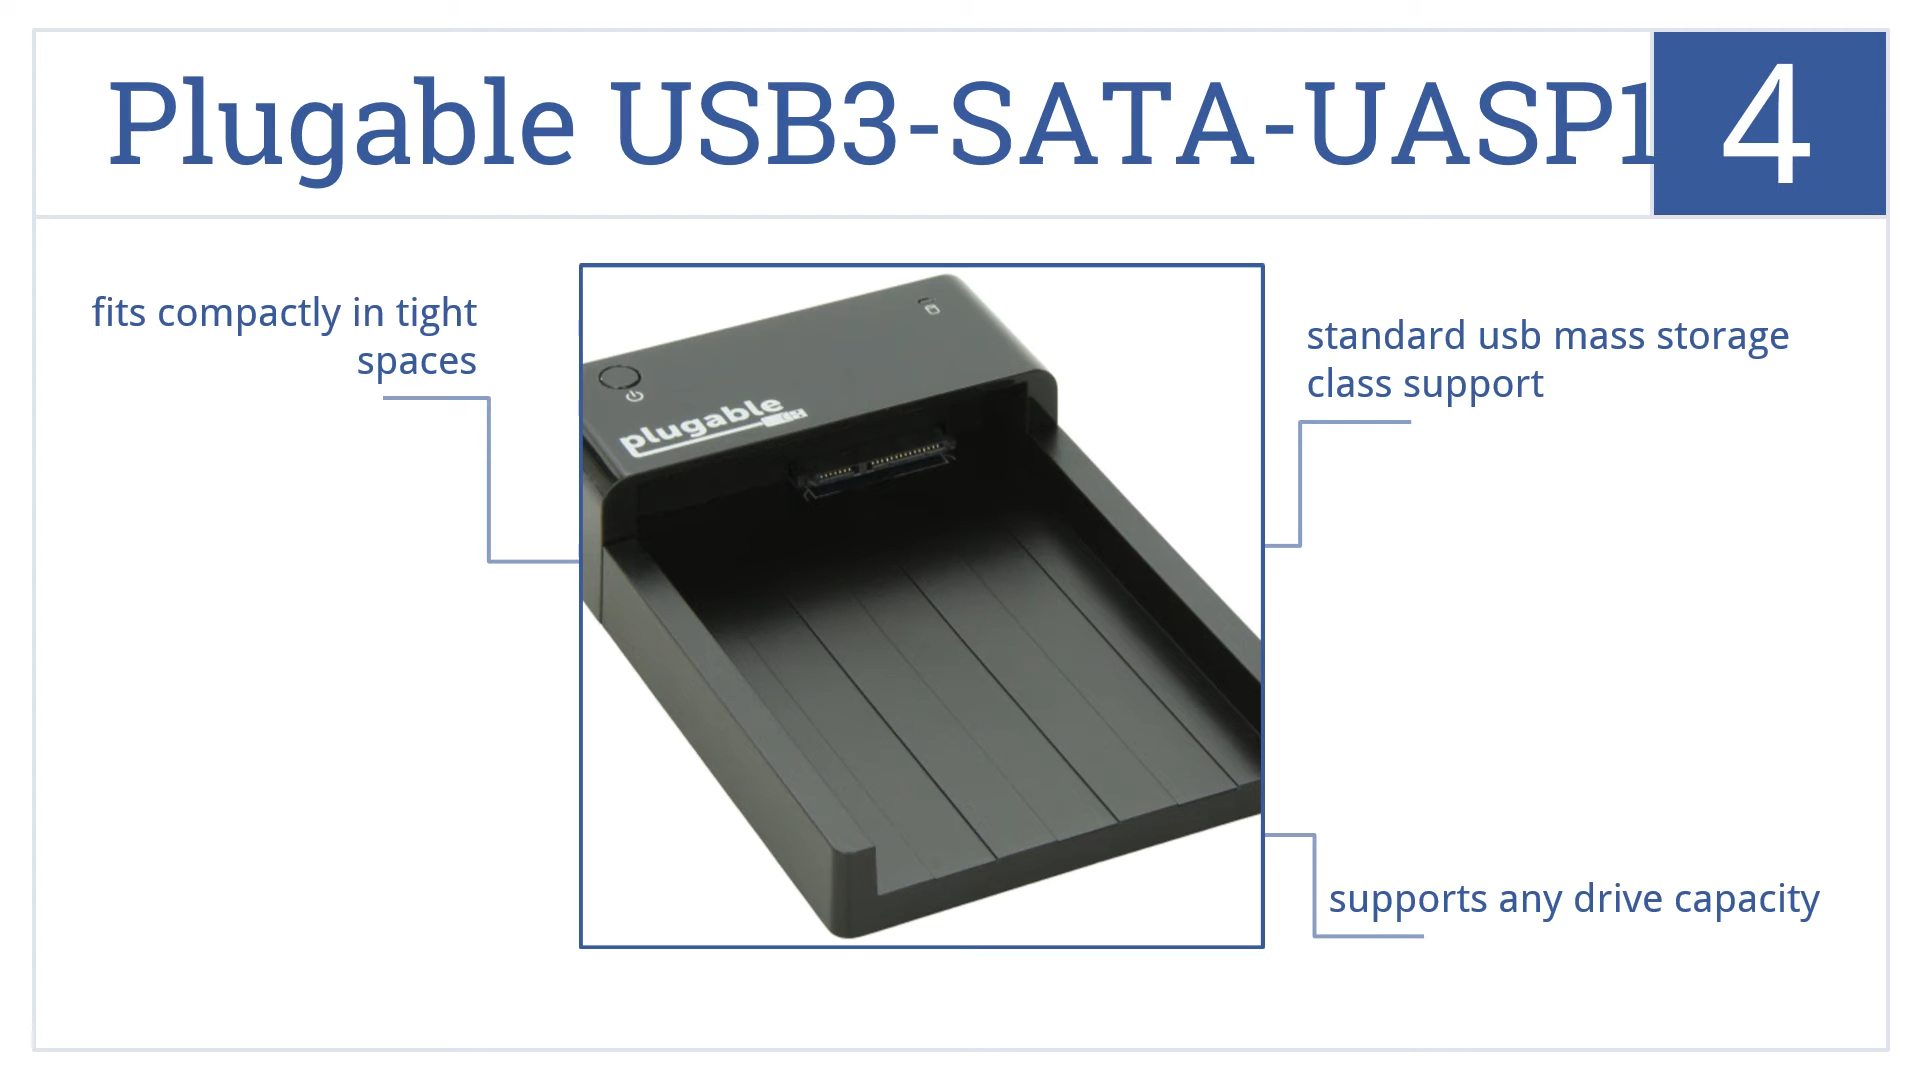 Plugable USB3-SATA-UASP1
4
fits compactly in tight
spaces
standard usb mass storage
class support
plugable
supports any drive capacity